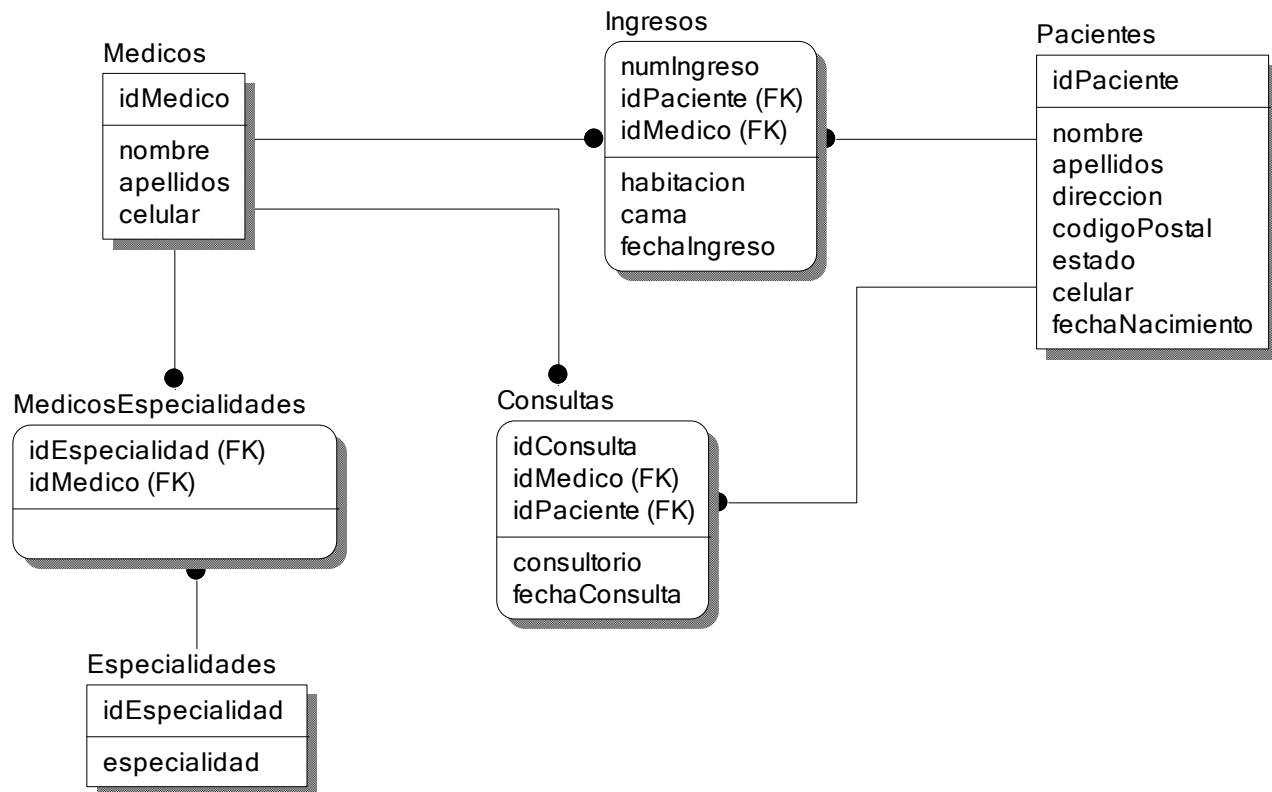 Medicos
idMedico
nombre
apellidos
celular
Ingresos
numIngreso
idPaciente (FK)
idMedico (FK)
habitacion
cama
fechaIngreso
Pacientes
idPaciente
nombre
apellidos
direccion
codigoPostal
estado
celular
fechaNacimiento
MedicosEspecialidades
idEspecialidad (FK)
idMedico (FK)
Consultas
idConsulta
idMedico (FK)
idPaciente (FK)
consultorio
fechaConsulta
Especialidades
idEspecialidad
especialidad